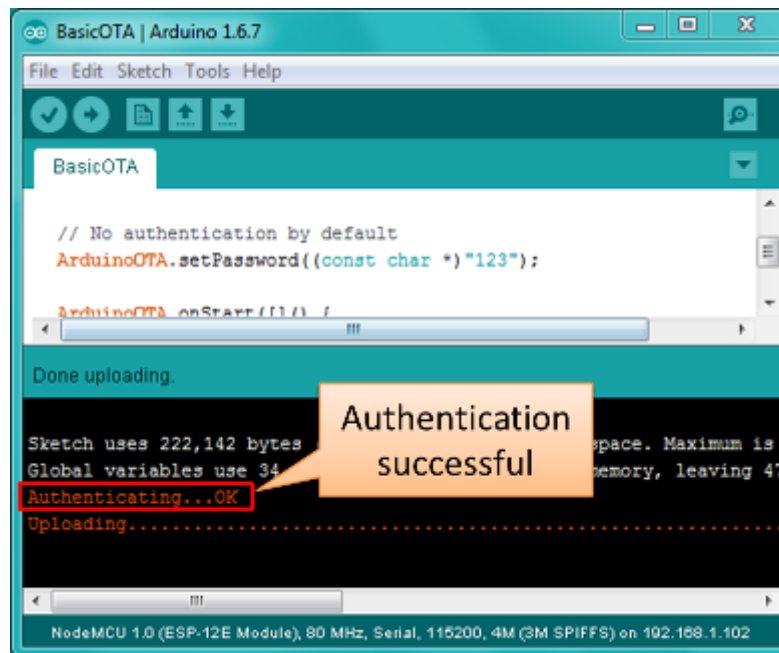 BasicOTA | Arduino 1.6.7
File Edit Sketch Tools Help
BasicOTA
// No authentication by default
ArduinoOTA.setPassword((const char *)"123");
ArduinoOTA.onStart([]() {
Done uploading.
Authentication
successful
Sketch uses 222,142 bytes space. Maximum is
Global variables use 34 memory, leaving 47
Authenticating...OK
Uploading.......................................................
NodeMCU 1.0 (ESP-12E Module), 80 MHz, Serial, 115200, 4M (3M SPIFFS) on 192.168.1.102